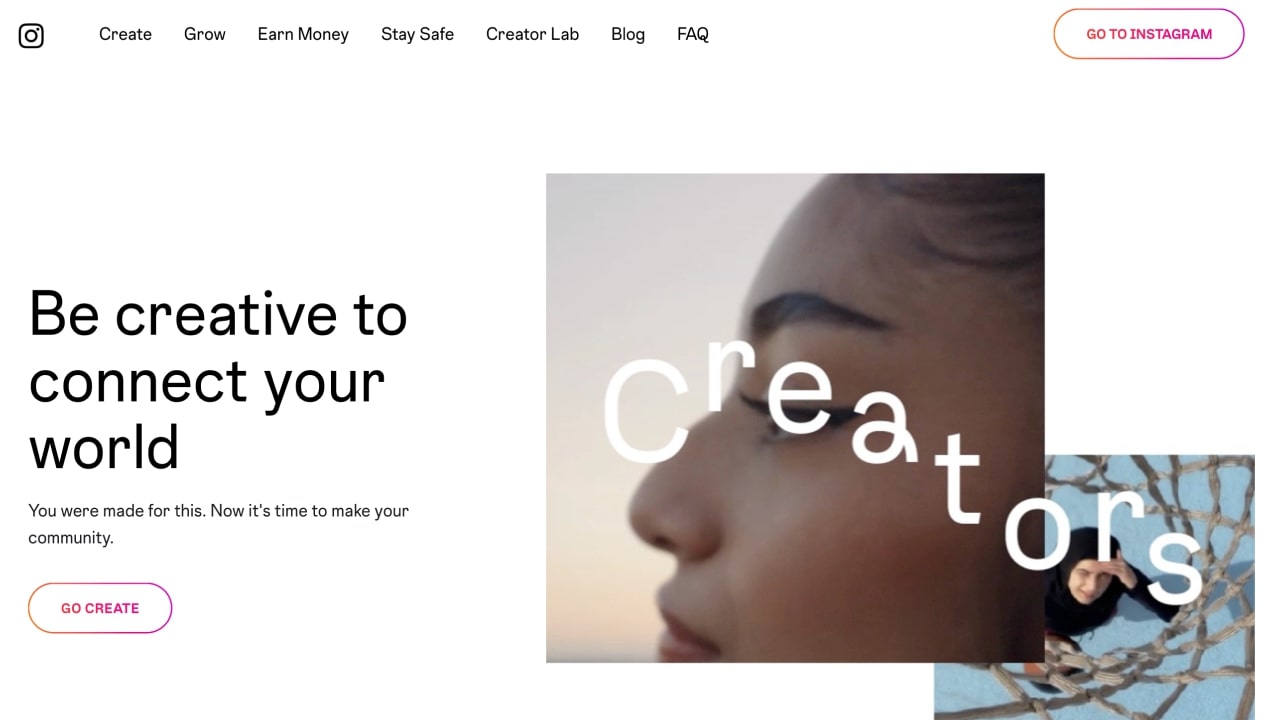 Create Grow Earn Money Stay Safe Creator Lab Blog FAQ GO TO INSTAGRAM
Be creative to
connect your
world
You were made for this. Now it's time to make your
community.
GO CREATE
Creators